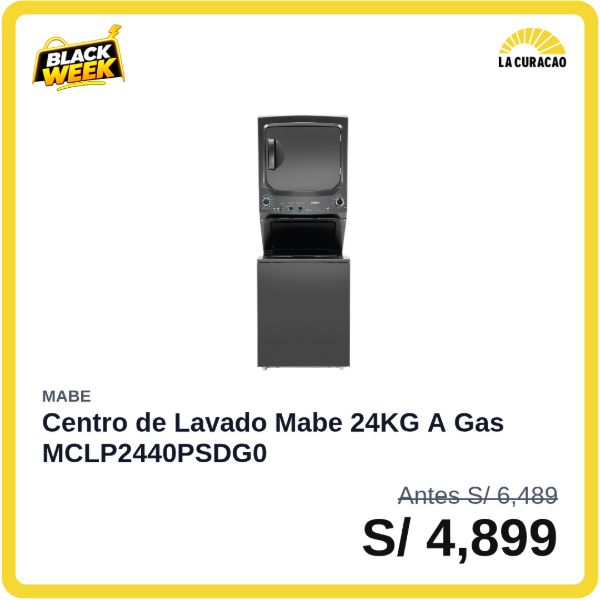 BLACK
WEEK
LA CURACAO
MABE
Centro de Lavado Mabe 24KG A Gas
MCLP2440PSDG0
Antes S/ 6,489
S/ 4,899